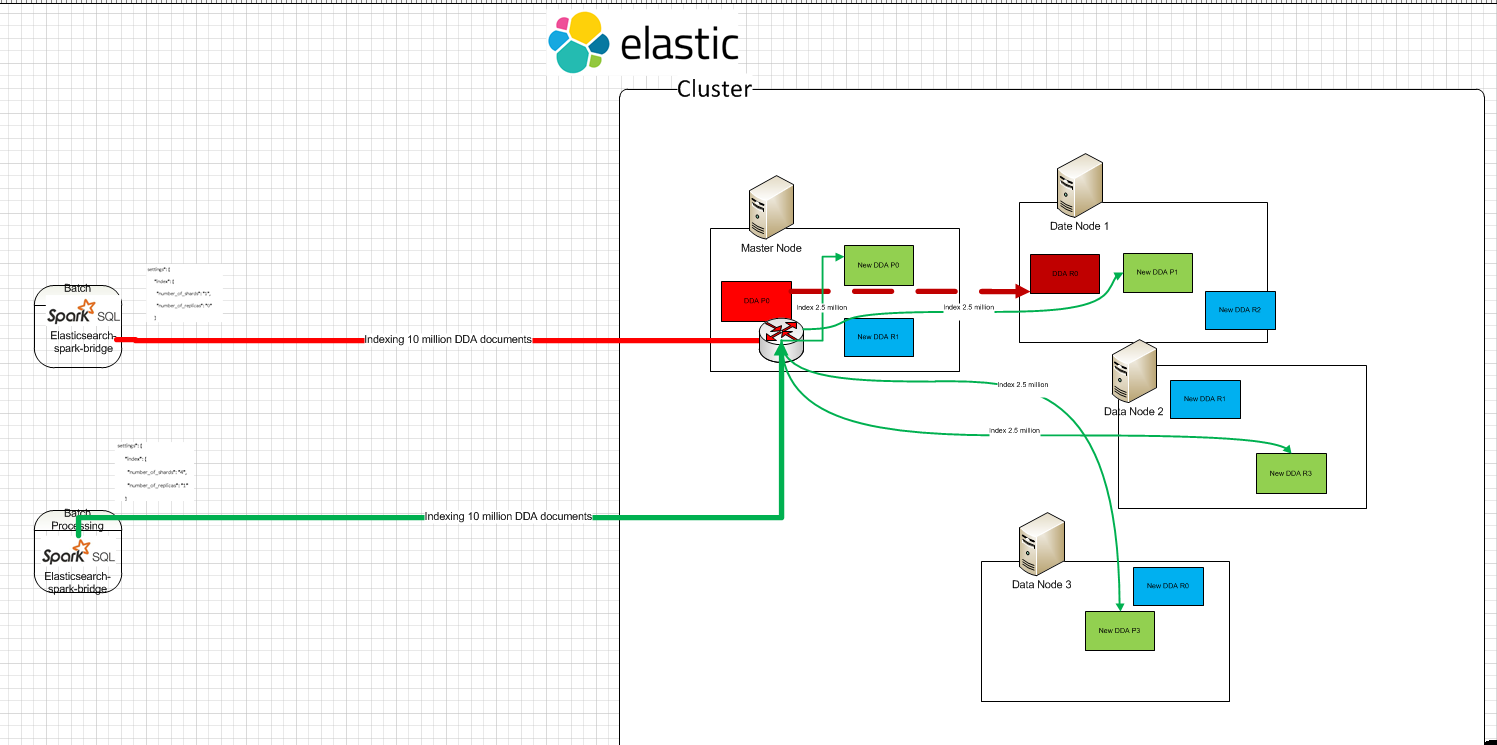 elastic
Cluster
Master Node
New DDA P0
DDA P0
Index 2.5 million
New DDA R1
Date Node 1
DDA R0
New DDA P1
Index 2.5 million
New DDA R2
Data Node 2
New DDA R1
Index 2.5 million
Index 2.5 million
New DDA R3
Data Node 3
New DDA R0
New DDA P3
Batch
Spark SQL
Elasticsearch-
spark-bridge
settings": {
"index": {
"number_of_shards": "1",
"number_of_replicas": "0"
}
Indexing 10 million DDA documents
settings": {
"index": {
"number_of_shards": "4",
"number_of_replicas": "1"
}
Batch
Processing
Spark SQL
Elasticsearch-
spark-bridge
Indexing 10 million DDA documents